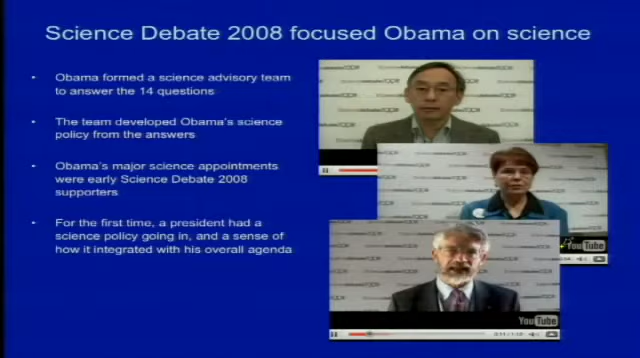 Science Debate 2008 focused Obama on science
• Obama formed a science advisory team
to answer the 14 questions
• The team developed Obama's science
policy from the answers
• Obama's major science appointments
were early Science Debate 2008
supporters
• For the first time, a president had a
science policy going in, and a sense of
how it integrated with his overall agenda
YouTube
YouTube